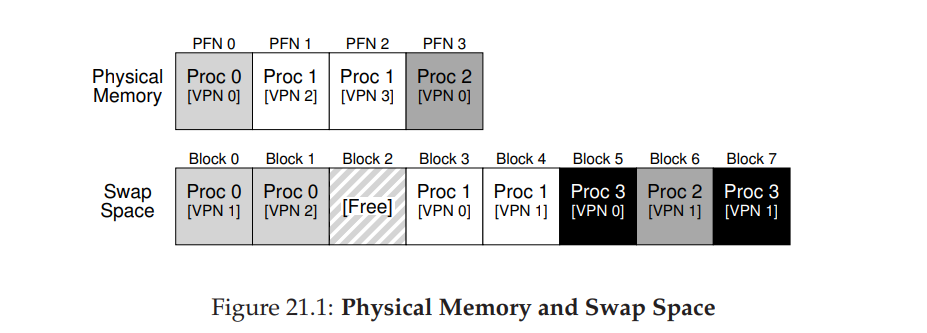 PFN 0 PFN 1 PFN 2 PFN 3
Physical Memory
Proc 0 Proc 1 Proc 1 Proc 2
[VPN 0] [VPN 2] [VPN 3] [VPN 0]
Block 0 Block 1 Block 2 Block 3 Block 4 Block 5 Block 6 Block 7
Swap Space
Proc 0 Proc 0 [Free] Proc 1 Proc 1 Proc 3 Proc 2 Proc 3
[VPN 1] [VPN 2] [VPN 0] [VPN 1] [VPN 0] [VPN 1] [VPN 1]
Figure 21.1: Physical Memory and Swap Space